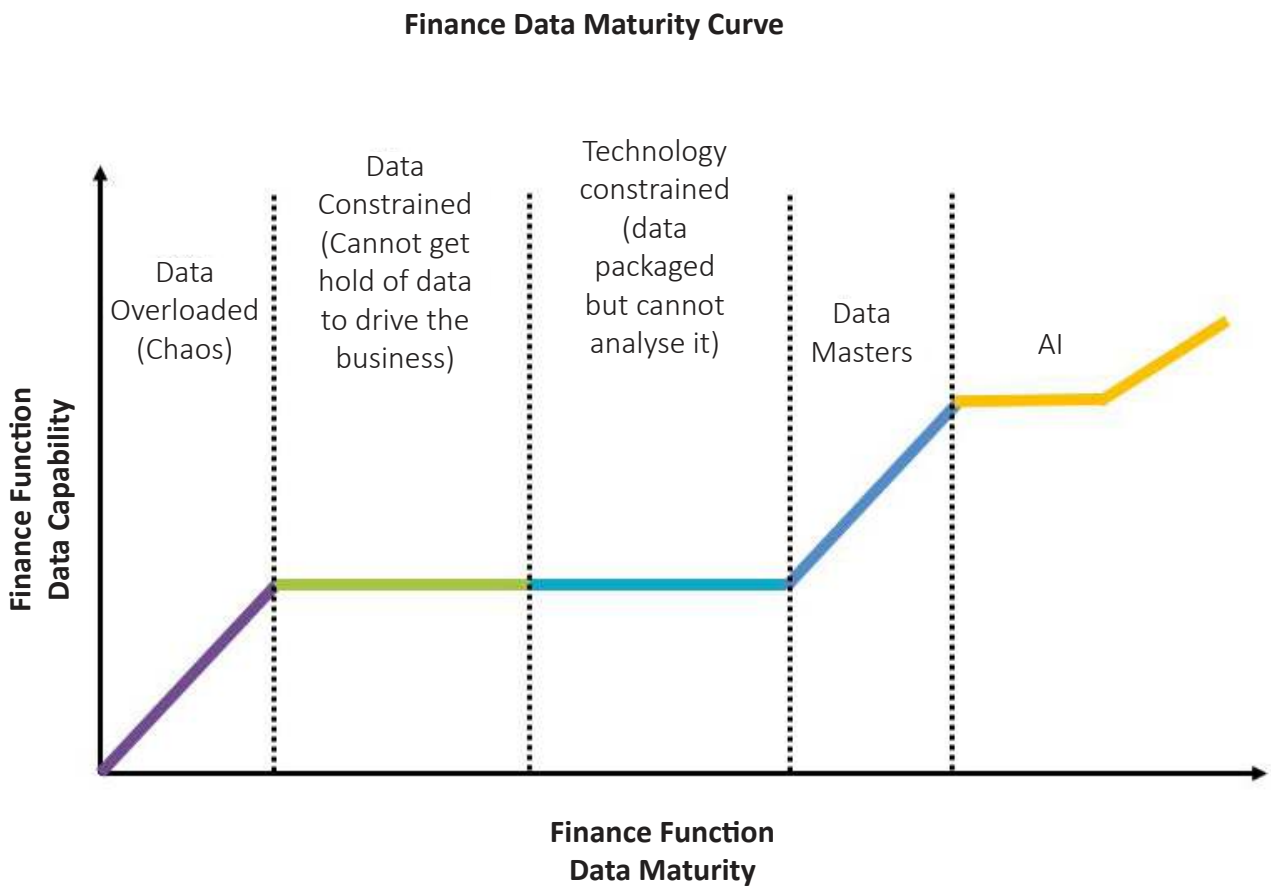 Finance Data Maturity Curve
Data
Overloaded
(Chaos)
Data
Constrained
(Cannot get
hold of data
to drive the
business)
Technology
constrained
(data
packaged
but cannot
analyse it)
Data
Masters
AI
Finance Function
Data Capability
Finance Function
Data Maturity